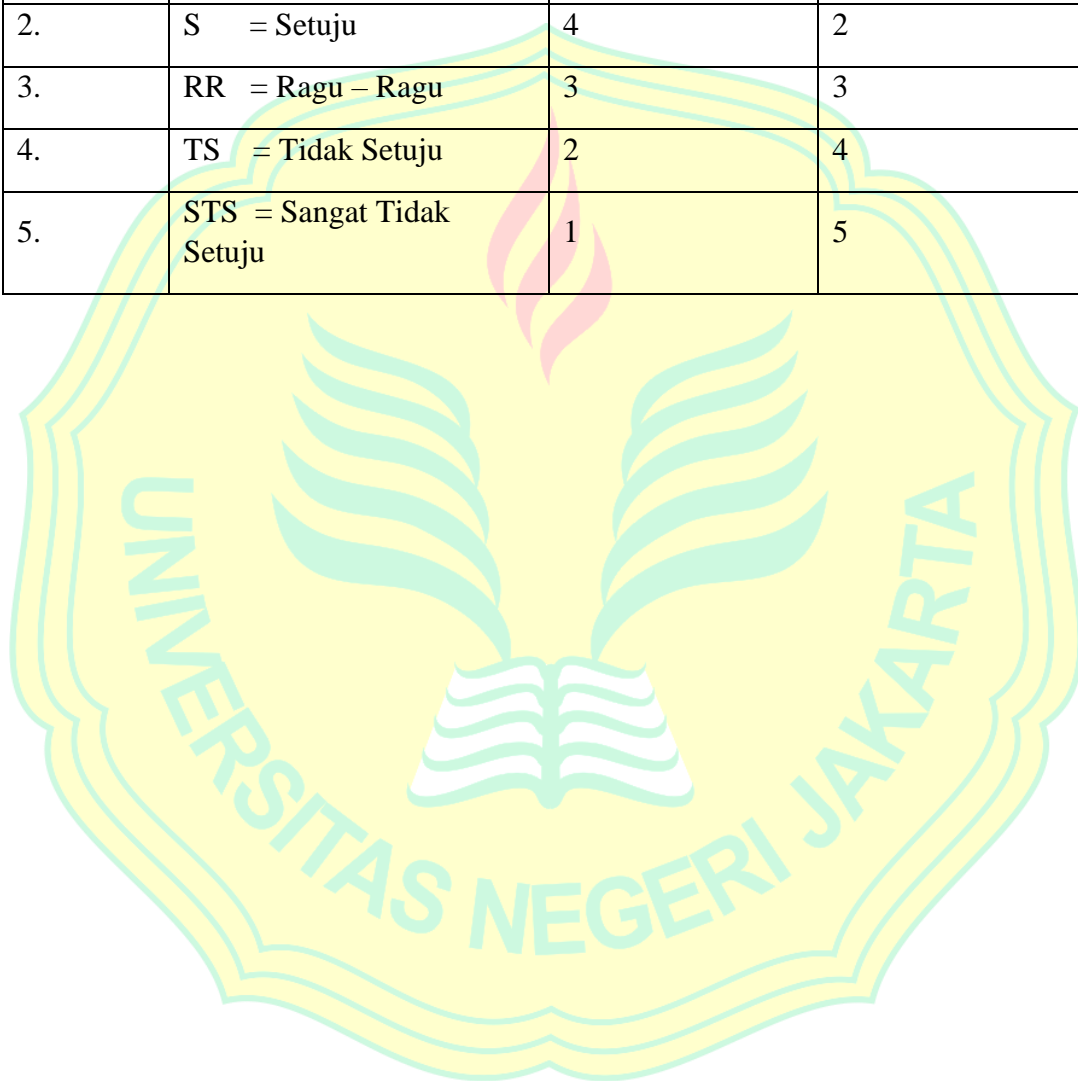 2. S = Setuju 4 2
3. RR = Ragu – Ragu 3 3
4. TS = Tidak Setuju 2 4
5. STS = Sangat Tidak Setuju 1 5
UNIVERSITAS NEGERI JAKARTA